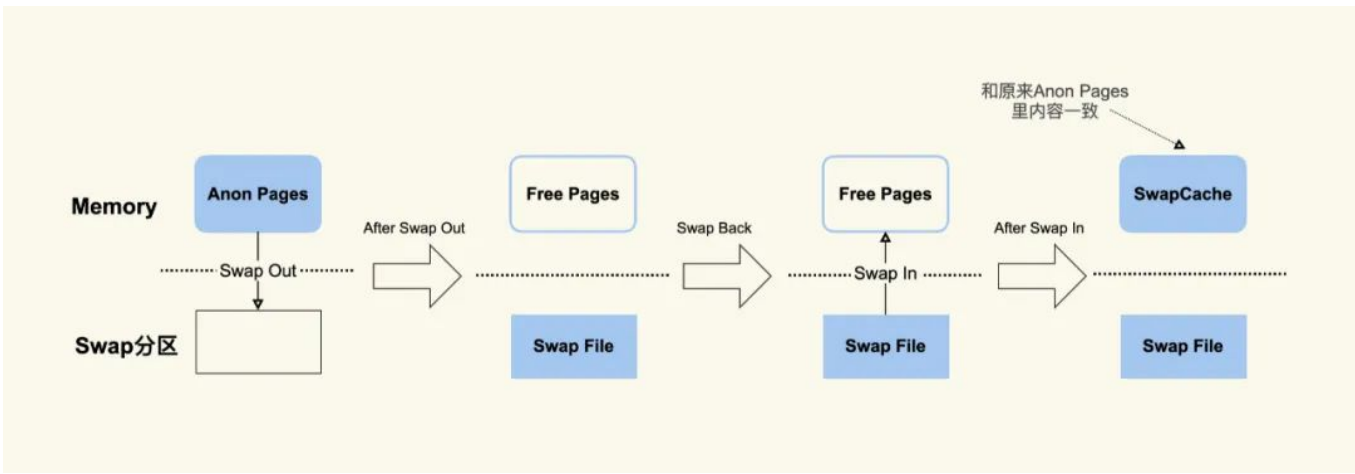 和原来Anon Pages
里内容一致
Memory
Anon Pages
Free Pages
Free Pages
SwapCache
After Swap Out
Swap Back
After Swap In
Swap Out
Swap In
Swap分区
Swap File
Swap File
Swap File